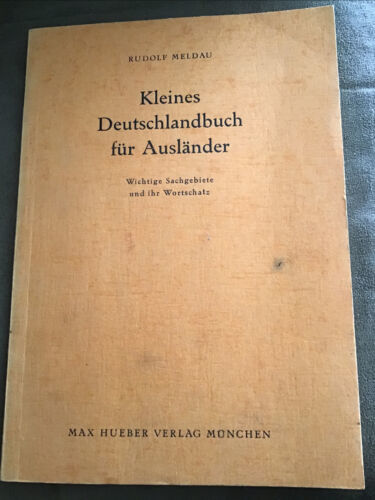 RUDOLF MELDAU
Kleines
Deutschlandbuch
für Ausländer
Wichtige Sachgebiete
und ihr Wortschatz
MAX HUEBER VERLAG MÜNCHEN